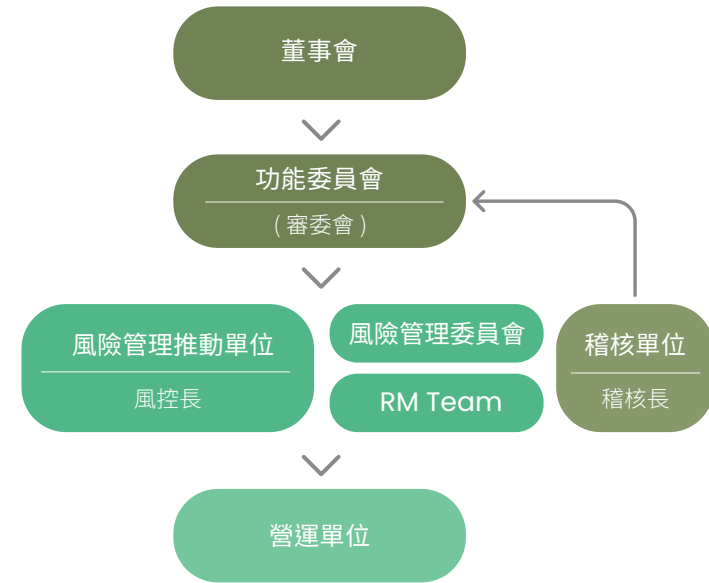 董事會
功能委員會
(審委會)
風險管理推動單位
風控長
風險管理委員會
RM Team
稽核單位
稽核長
營運單位